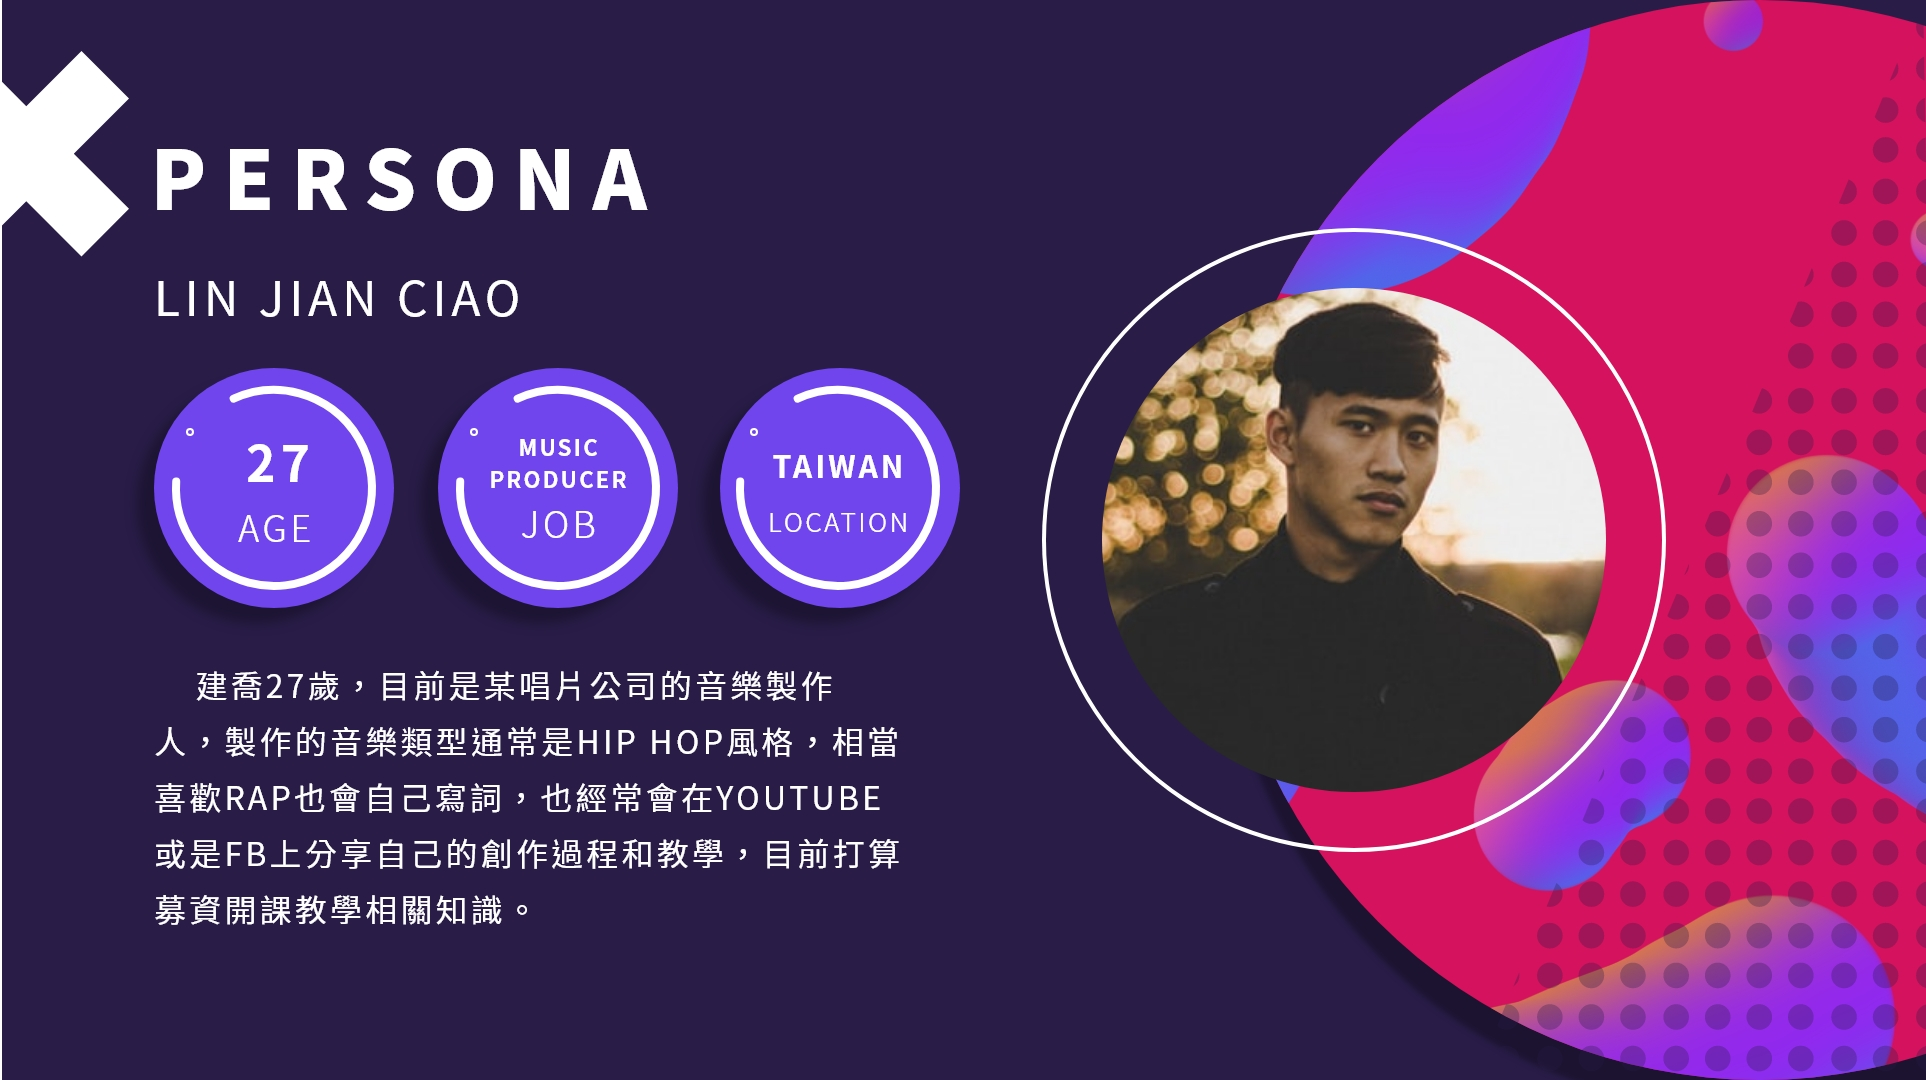 PERSONA
LIN JIAN CIAO
27
AGE
MUSIC
PRODUCER
JOB
TAIWAN
LOCATION
建喬27歲，目前是某唱片公司的音樂製作
人，製作的音樂類型通常是HIP HOP風格，相當
喜歡RAP也會自己寫詞，也經常會在YOUTUBE
或是FB上分享自己的創作過程和教學，目前打算
募資開課教學相關知識。